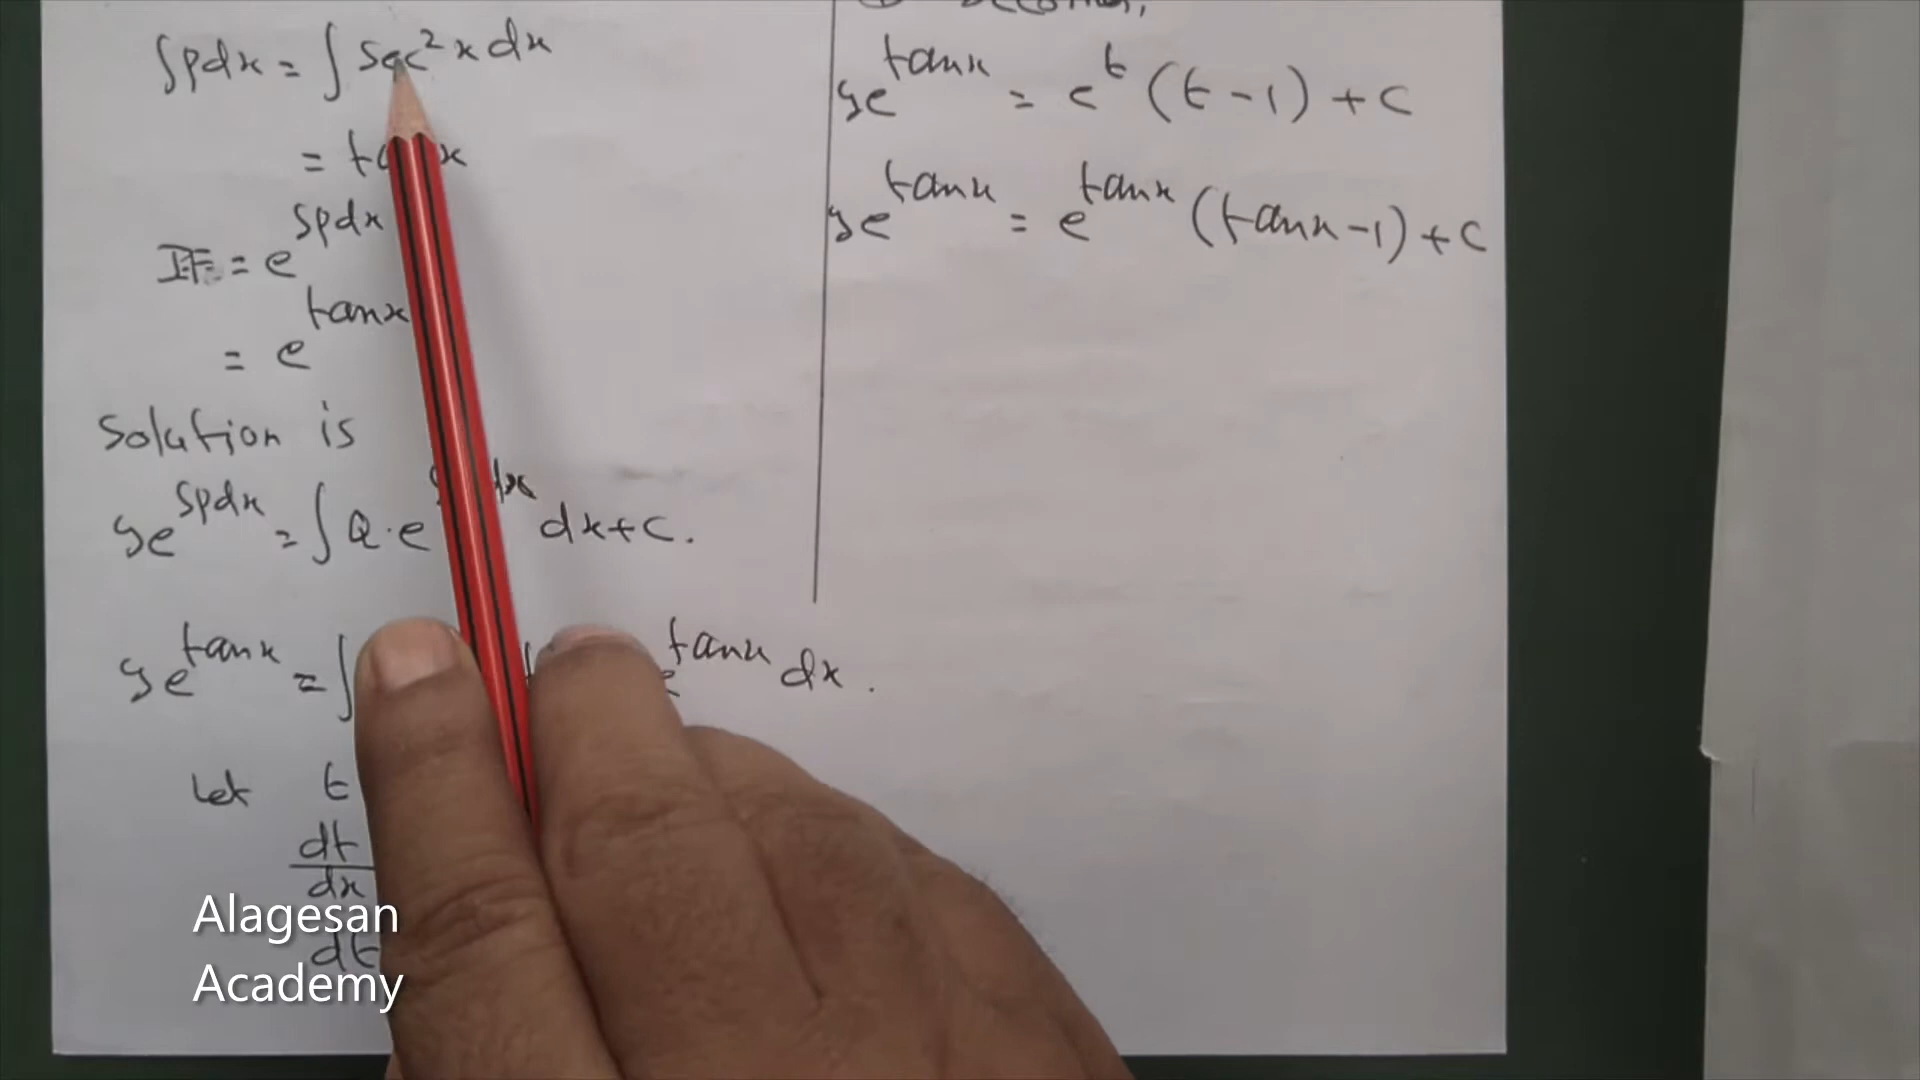 ∫pdx = ∫ Sec²x dx
= tanx
IF = e^∫pdx
= e^tanx
Solution is
ye^∫pdx = ∫ Q·e dx + C.
ye^tanx = ∫ e^tanx dx.
Let t
dt
dx
dt
ye^tanx = e^t (t - 1) + C
ye^tanx = e^tanx (tanx - 1) + C
Alagesan
Academy